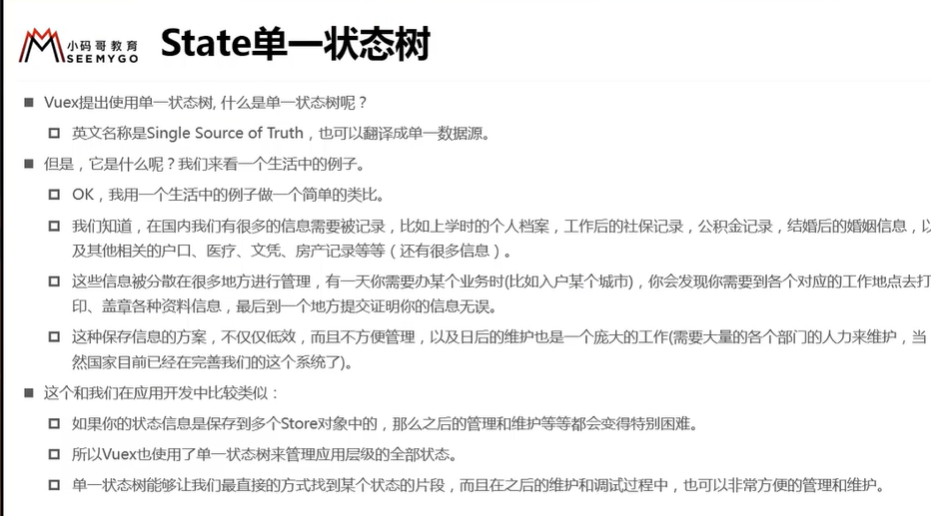 小码哥教育
SEEMYGO
State单一状态树
Vuex提出使用单一状态树, 什么是单一状态树呢？
英文名称是Single Source of Truth，也可以翻译成单一数据源。
但是，它是什么呢？我们来看一个生活中的例子。
OK，我用一个生活中的例子做一个简单的类比。
我们知道，在国内我们有很多的信息需要被记录，比如上学时的个人档案，工作后的社保记录，公积金记录，结婚后的婚姻信息，以
及其他相关的户口、医疗、文凭、房产记录等等（还有很多信息）。
这些信息被分散在很多地方进行管理，有一天你需要办某个业务时(比如入户某个城市)，你会发现你需要到各个对应的工作地点去打
印、盖章各种资料信息，最后到一个地方提交证明你的信息无误。
这种保存信息的方案，不仅仅低效，而且不方便管理，以及日后的维护也是一个庞大的工作(需要大量的各个部门的人力来维护，当
然国家目前已经在完善我们的这个系统了)。
这个和我们在应用开发中比较类似：
如果你的状态信息是保存到多个Store对象中的，那么之后的管理和维护等等都会变得特别困难。
所以Vuex也使用了单一状态树来管理应用层级的全部状态。
单一状态树能够让我们最直接的方式找到某个状态的片段，而且在之后的维护和调试过程中，也可以非常方便的管理和维护。